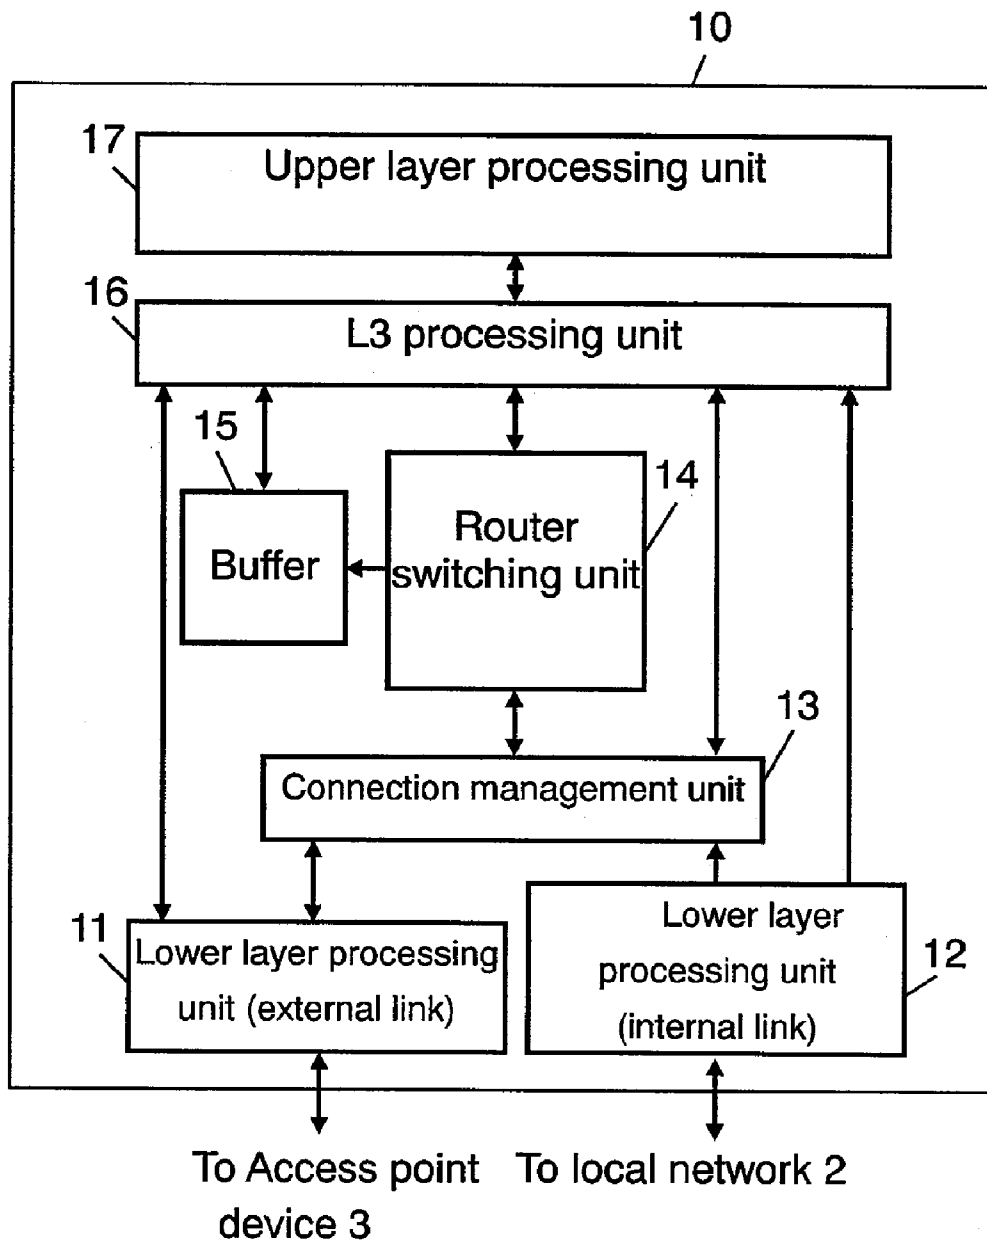 10
17
Upper layer processing unit
16
L3 processing unit
15
14
Buffer
Router
switching unit
13
Connection management unit
11
Lower layer processing
unit (external link)
Lower layer
processing unit
(internal link)
12
To Access point
device 3
To local network 2